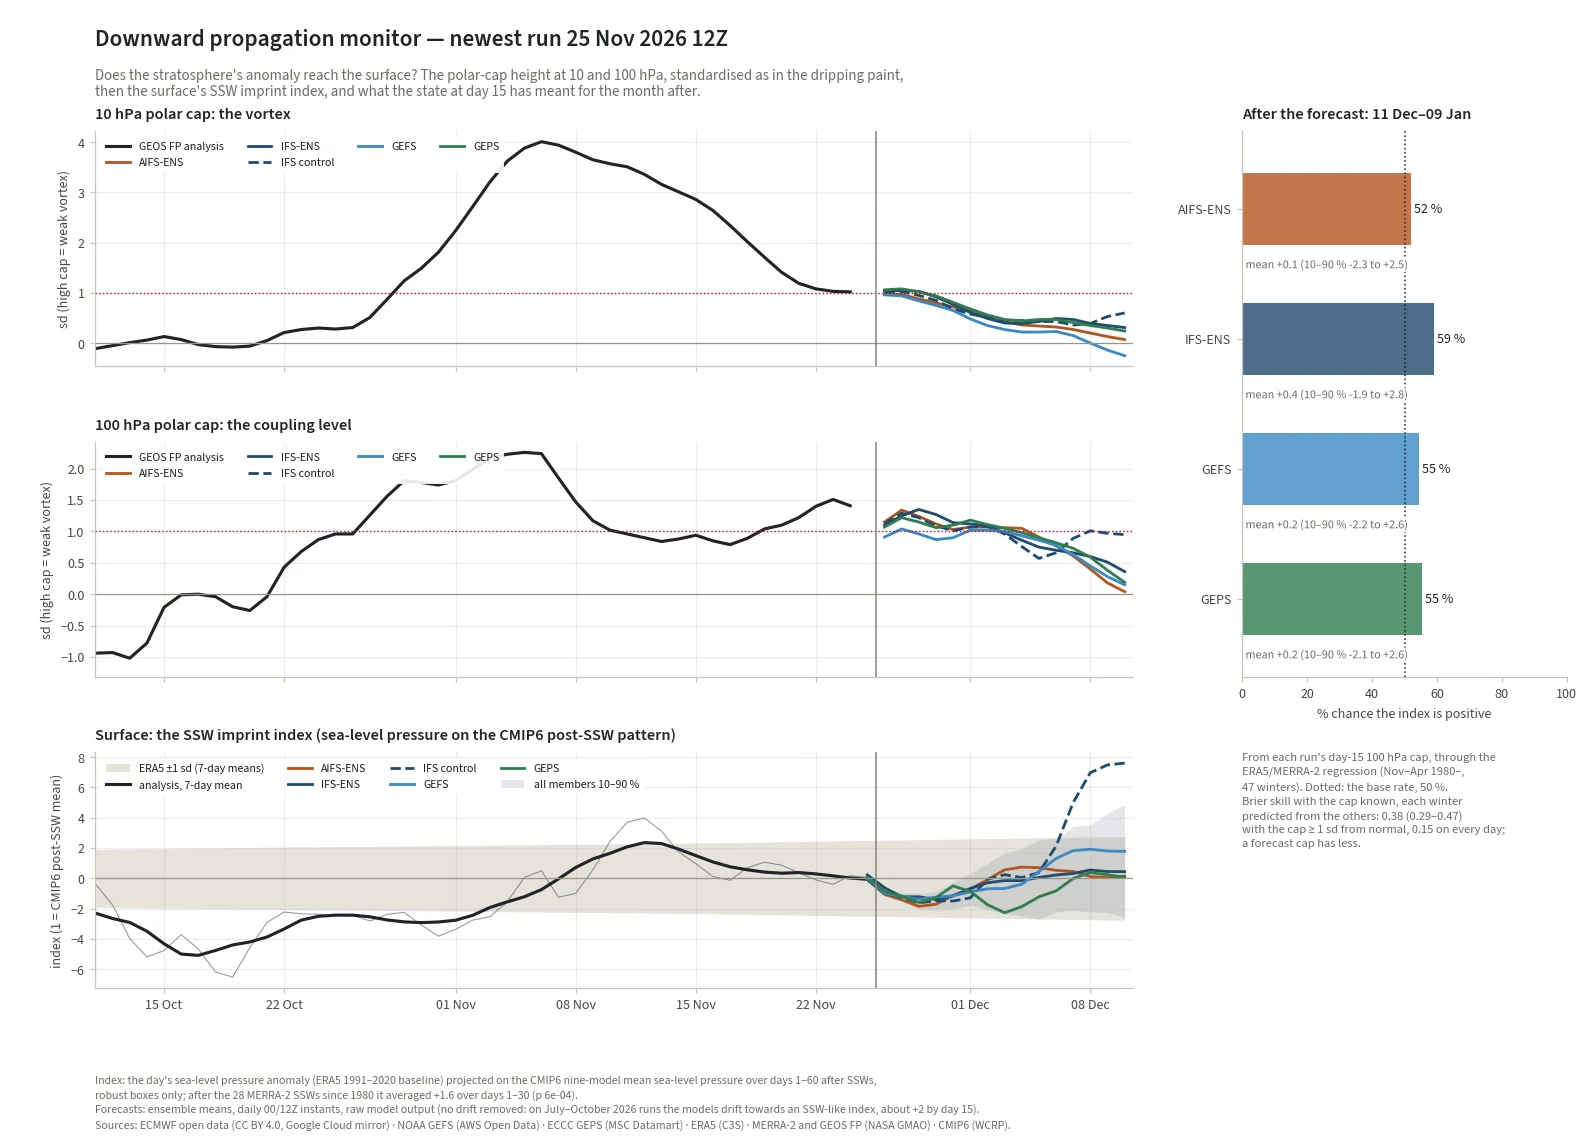 Downward propagation monitor — newest run 25 Nov 2026 12Z
Does the stratosphere's anomaly reach the surface? The polar-cap height at 10 and 100 hPa, standardised as in the dripping paint,
then the surface's SSW imprint index, and what the state at day 15 has meant for the month after.
10 hPa polar cap: the vortex
GEOS FP analysis
AIFS-ENS
IFS-ENS
IFS control
GEFS
GEPS
sd (high cap = weak vortex)
4
3
2
1
0
100 hPa polar cap: the coupling level
GEOS FP analysis
AIFS-ENS
IFS-ENS
IFS control
GEFS
GEPS
sd (high cap = weak vortex)
2.0
1.5
1.0
0.5
0.0
−0.5
−1.0
Surface: the SSW imprint index (sea-level pressure on the CMIP6 post-SSW pattern)
ERA5 ±1 sd (7-day means)
analysis, 7-day mean
AIFS-ENS
IFS-ENS
IFS control
GEFS
GEPS
all members 10–90 %
index (1 = CMIP6 post-SSW mean)
8
6
4
2
0
−2
−4
−6
15 Oct
22 Oct
01 Nov
08 Nov
15 Nov
22 Nov
01 Dec
08 Dec
After the forecast: 11 Dec–09 Jan
AIFS-ENS
52 %
mean +0.1 (10–90 % -2.3 to +2.5)
IFS-ENS
59 %
mean +0.4 (10–90 % -1.9 to +2.8)
GEFS
55 %
mean +0.2 (10–90 % -2.2 to +2.6)
GEPS
55 %
mean +0.2 (10–90 % -2.1 to +2.6)
0
20
40
60
80
100
% chance the index is positive
From each run's day-15 100 hPa cap, through the
ERA5/MERRA-2 regression (Nov–Apr 1980–,
47 winters). Dotted: the base rate, 50 %.
Brier skill with the cap known, each winter
predicted from the others: 0.38 (0.29–0.47)
with the cap ≥ 1 sd from normal, 0.15 on every day;
a forecast cap has less.
Index: the day's sea-level pressure anomaly (ERA5 1991–2020 baseline) projected on the CMIP6 nine-model mean sea-level pressure over days 1–60 after SSWs,
robust boxes only; after the 28 MERRA-2 SSWs since 1980 it averaged +1.6 over days 1–30 (p 6e-04).
Forecasts: ensemble means, daily 00/12Z instants, raw model output (no drift removed: on July–October 2026 runs the models drift towards an SSW-like index, about +2 by day 15).
Sources: ECMWF open data (CC BY 4.0, Google Cloud mirror) · NOAA GEFS (AWS Open Data) · ECCC GEPS (MSC Datamart) · ERA5 (C3S) · MERRA-2 and GEOS FP (NASA GMAO) · CMIP6 (WCRP).